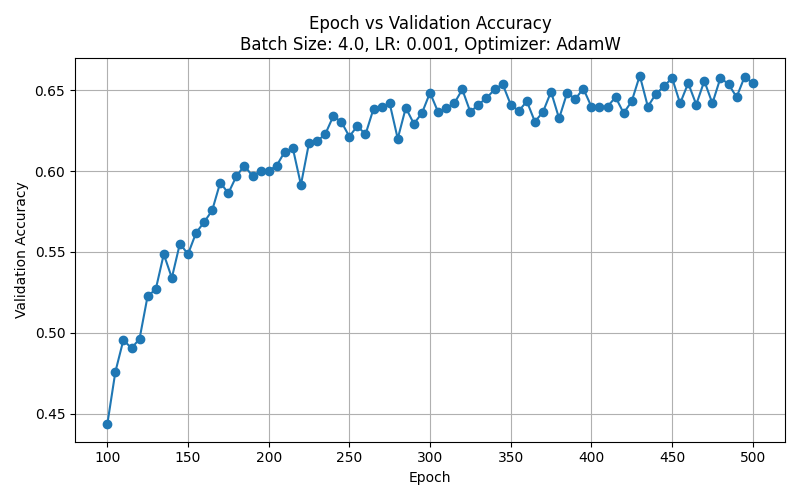 Epoch vs Validation Accuracy
Batch Size: 4.0, LR: 0.001, Optimizer: AdamW
Validation Accuracy
0.65
0.60
0.55
0.50
0.45
100 150 200 250 300 350 400 450 500
Epoch